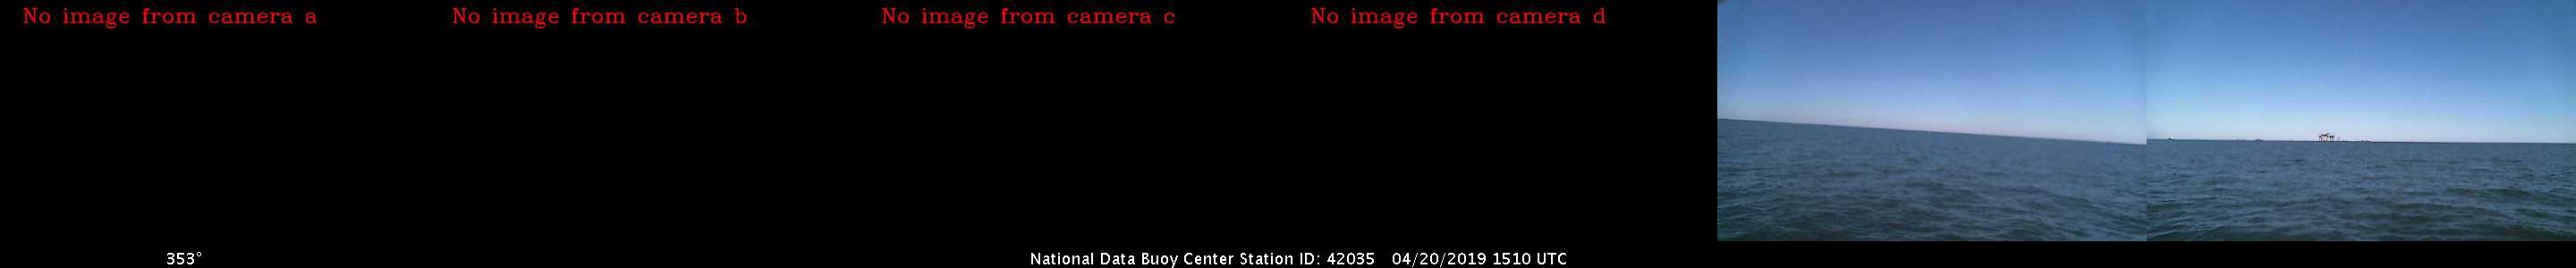 No image from camera a
No image from camera b
No image from camera c
No image from camera d
353°
National Data Buoy Center Station ID: 42035 04/20/2019 1510 UTC